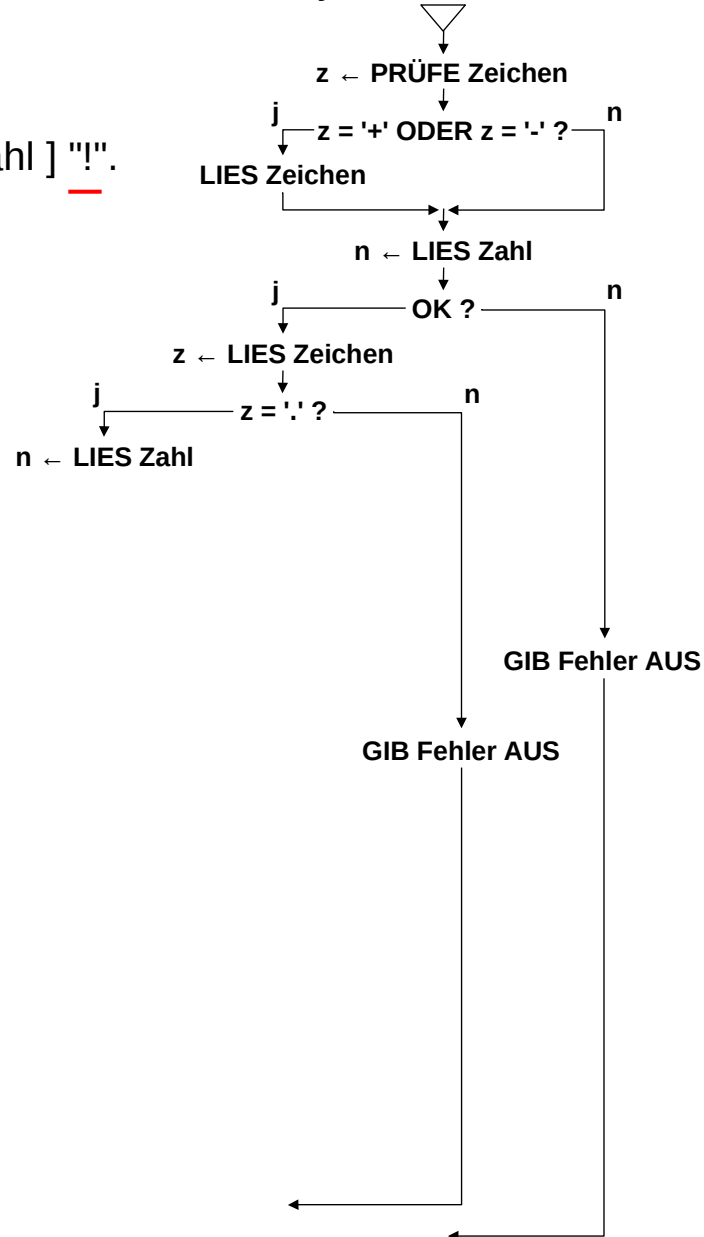 z ← PRÜFE Zeichen
j
n
z = '+' ODER z = '-' ?
ahl ] "!".
LIES Zeichen
n ← LIES Zahl
j
n
OK ?
z ← LIES Zeichen
j
n
z = '.' ?
n ← LIES Zahl
GIB Fehler AUS
GIB Fehler AUS